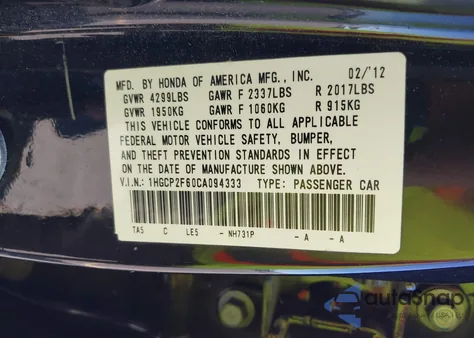 MFD. BY HONDA OF AMERICA MFG., INC. 02/'12
GVWR 4299LBS GAWR F 2337LBS R 2017LBS
GVWR 1950KG GAWR F 1060KG R 915KG
THIS VEHICLE CONFORMS TO ALL APPLICABLE
FEDERAL MOTOR VEHICLE SAFETY, BUMPER,
AND THEFT PREVENTION STANDARDS IN EFFECT
ON THE DATE OF MANUFACTURE SHOWN ABOVE.
V.I.N.: 1HGCP2F60CA094333 TYPE: PASSENGER CAR
TA5 C LE5 - NH731P - A - A
autoSnap